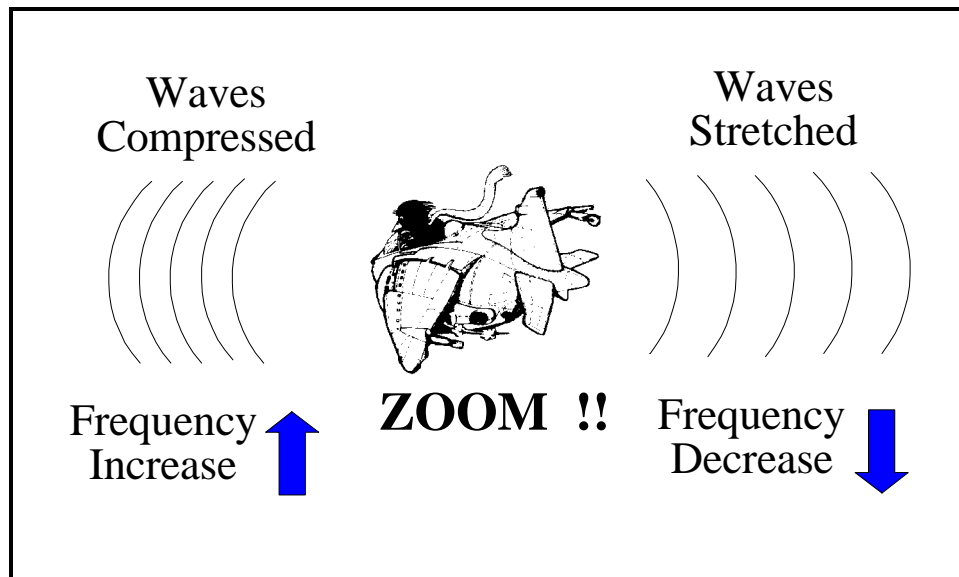 Waves
Compressed
Waves
Stretched
Frequency
Increase
ZOOM !!
Frequency
Decrease